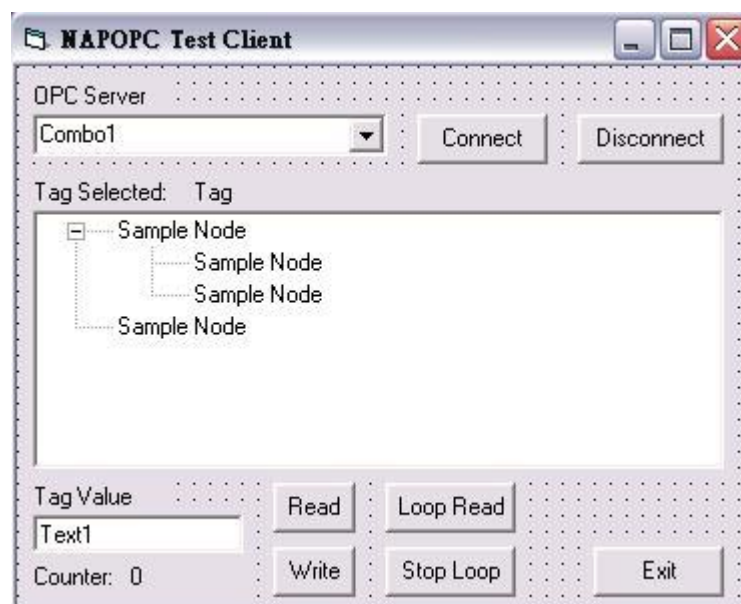 NAPOPC Test Client
OPC Server
Combo1 Connect Disconnect
Tag Selected: Tag
Sample Node
Sample Node
Sample Node
Sample Node
Tag Value
Read Loop Read
Text1
Counter: 0 Write Stop Loop Exit